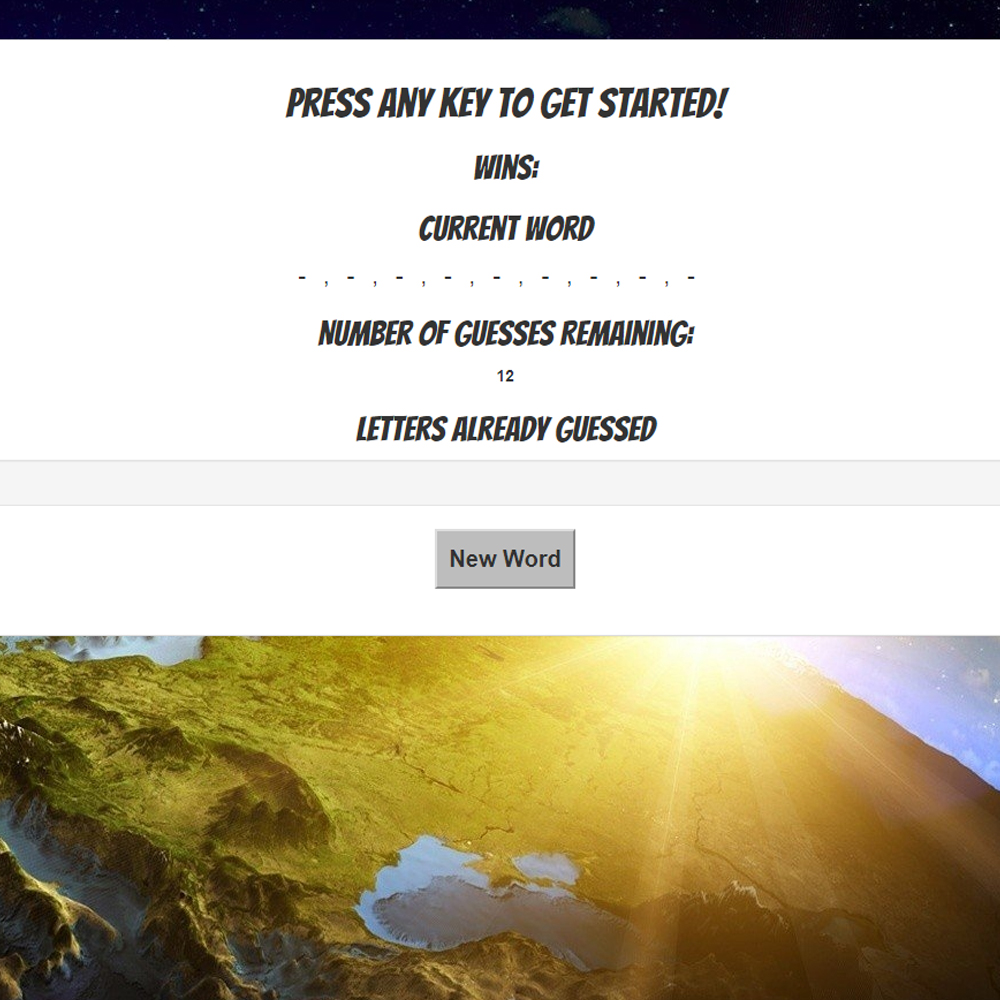 PRESS ANY KEY TO GET STARTED!
WINS:
CURRENT WORD
- , - , - , - , - , - , - , - , -
NUMBER OF GUESSES REMAINING:
12
LETTERS ALREADY GUESSED
New Word